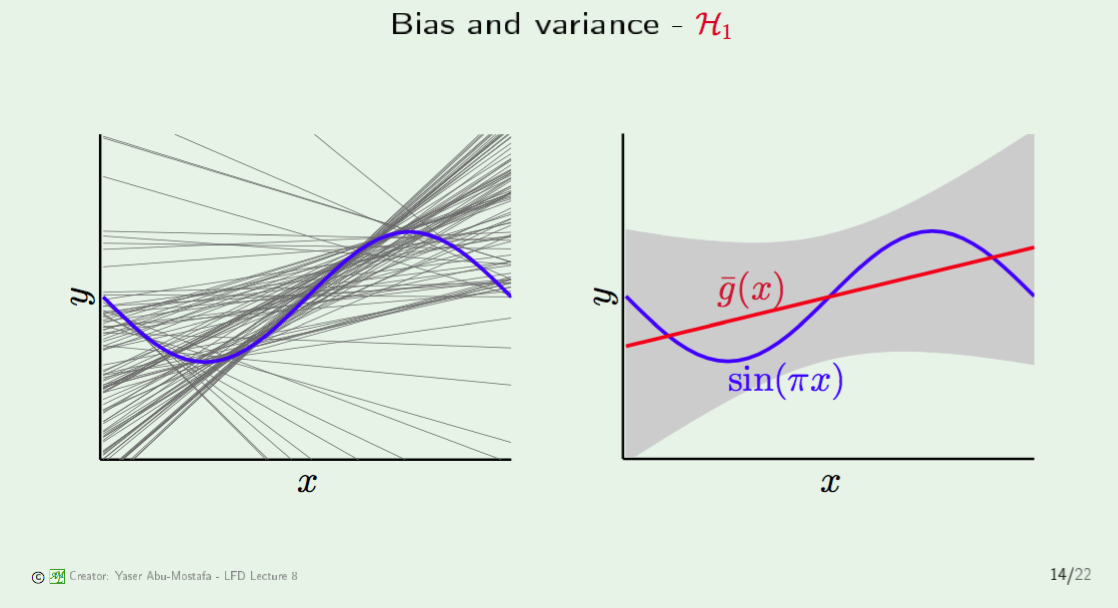 Bias and variance - ℋ₁
y
x
y
ḡ(x)
sin(πx)
x
© Creator: Yaser Abu-Mostafa - LFD Lecture 8
14/22